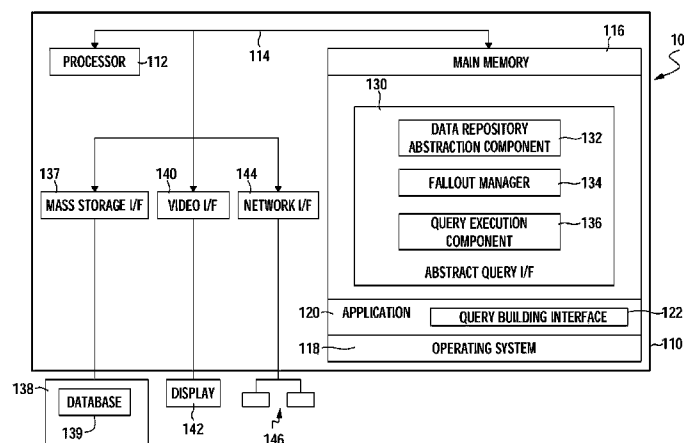 114
116
10
PROCESSOR
112
MAIN MEMORY
130
DATA REPOSITORY
ABSTRACTION COMPONENT
132
137
140
144
FALLOUT MANAGER
134
MASS STORAGE I/F
VIDEO I/F
NETWORK I/F
QUERY EXECUTION
COMPONENT
136
ABSTRACT QUERY I/F
120
APPLICATION
QUERY BUILDING INTERFACE
122
118
OPERATING SYSTEM
110
138
DATABASE
139
DISPLAY
142
146